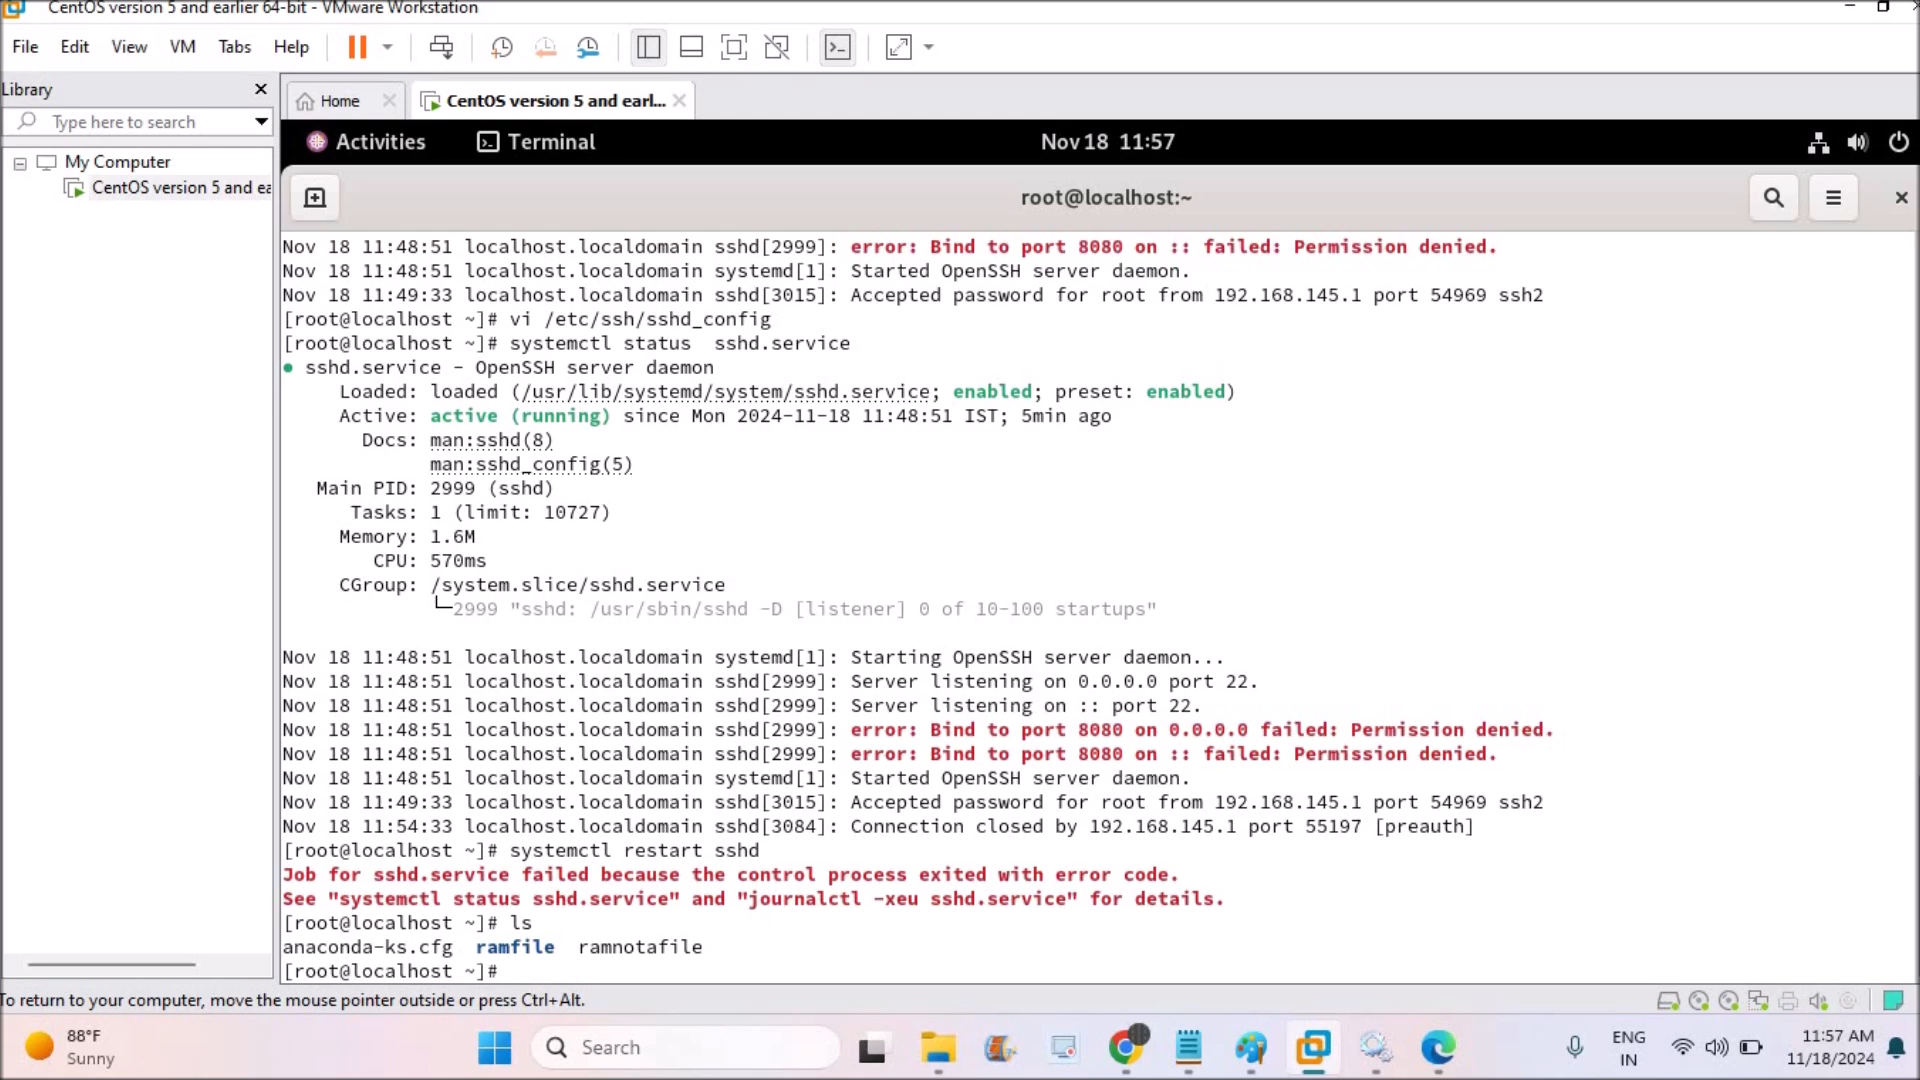 CentOS version 5 and earlier 64-bit - VMware Workstation
File Edit View VM Tabs Help
Library
Type here to search
My Computer
CentOS version 5 and ea
Home
CentOS version 5 and earl...
Activities
Terminal
Nov 18 11:57
root@localhost:~
Nov 18 11:48:51 localhost.localdomain sshd[2999]: error: Bind to port 8080 on :: failed: Permission denied.
Nov 18 11:48:51 localhost.localdomain systemd[1]: Started OpenSSH server daemon.
Nov 18 11:49:33 localhost.localdomain sshd[3015]: Accepted password for root from 192.168.145.1 port 54969 ssh2
[root@localhost ~]# vi /etc/ssh/sshd_config
[root@localhost ~]# systemctl status  sshd.service
● sshd.service - OpenSSH server daemon
Loaded: loaded (/usr/lib/systemd/system/sshd.service; enabled; preset: enabled)
Active: active (running) since Mon 2024-11-18 11:48:51 IST; 5min ago
Docs: man:sshd(8)
man:sshd_config(5)
Main PID: 2999 (sshd)
Tasks: 1 (limit: 10727)
Memory: 1.6M
CPU: 570ms
CGroup: /system.slice/sshd.service
└─2999 "sshd: /usr/sbin/sshd -D [listener] 0 of 10-100 startups"
Nov 18 11:48:51 localhost.localdomain systemd[1]: Starting OpenSSH server daemon...
Nov 18 11:48:51 localhost.localdomain sshd[2999]: Server listening on 0.0.0.0 port 22.
Nov 18 11:48:51 localhost.localdomain sshd[2999]: Server listening on :: port 22.
Nov 18 11:48:51 localhost.localdomain sshd[2999]: error: Bind to port 8080 on 0.0.0.0 failed: Permission denied.
Nov 18 11:48:51 localhost.localdomain sshd[2999]: error: Bind to port 8080 on :: failed: Permission denied.
Nov 18 11:48:51 localhost.localdomain systemd[1]: Started OpenSSH server daemon.
Nov 18 11:49:33 localhost.localdomain sshd[3015]: Accepted password for root from 192.168.145.1 port 54969 ssh2
Nov 18 11:54:33 localhost.localdomain sshd[3084]: Connection closed by 192.168.145.1 port 55197 [preauth]
[root@localhost ~]# systemctl restart sshd
Job for sshd.service failed because the control process exited with error code.
See "systemctl status sshd.service" and "journalctl -xeu sshd.service" for details.
[root@localhost ~]# ls
anaconda-ks.cfg  ramfile  ramnotafile
[root@localhost ~]#
To return to your computer, move the mouse pointer outside or press Ctrl+Alt.
88°F
Sunny
Search
ENG
IN
11:57 AM
11/18/2024